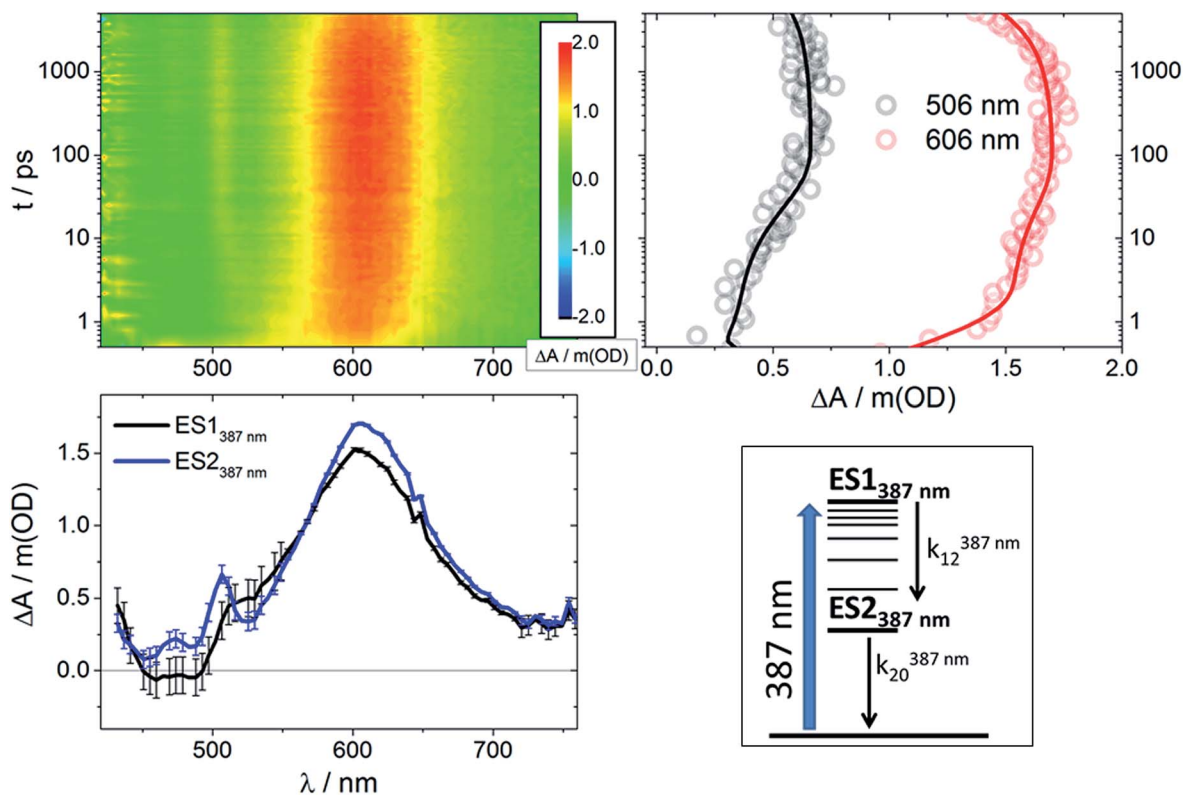 t / ps
1000
100
10
1
500
600
700
2.0
1.0
0.0
-1.0
-2.0
ΔA / m(OD)
506 nm
606 nm
1000
100
10
1
0.0
0.5
1.0
1.5
2.0
ΔA / m(OD)
ES1387 nm
ES2387 nm
ΔA / m(OD)
1.5
1.0
0.5
0.0
500
600
700
λ / nm
387 nm
ES1387 nm
k12387 nm
ES2387 nm
k20387 nm